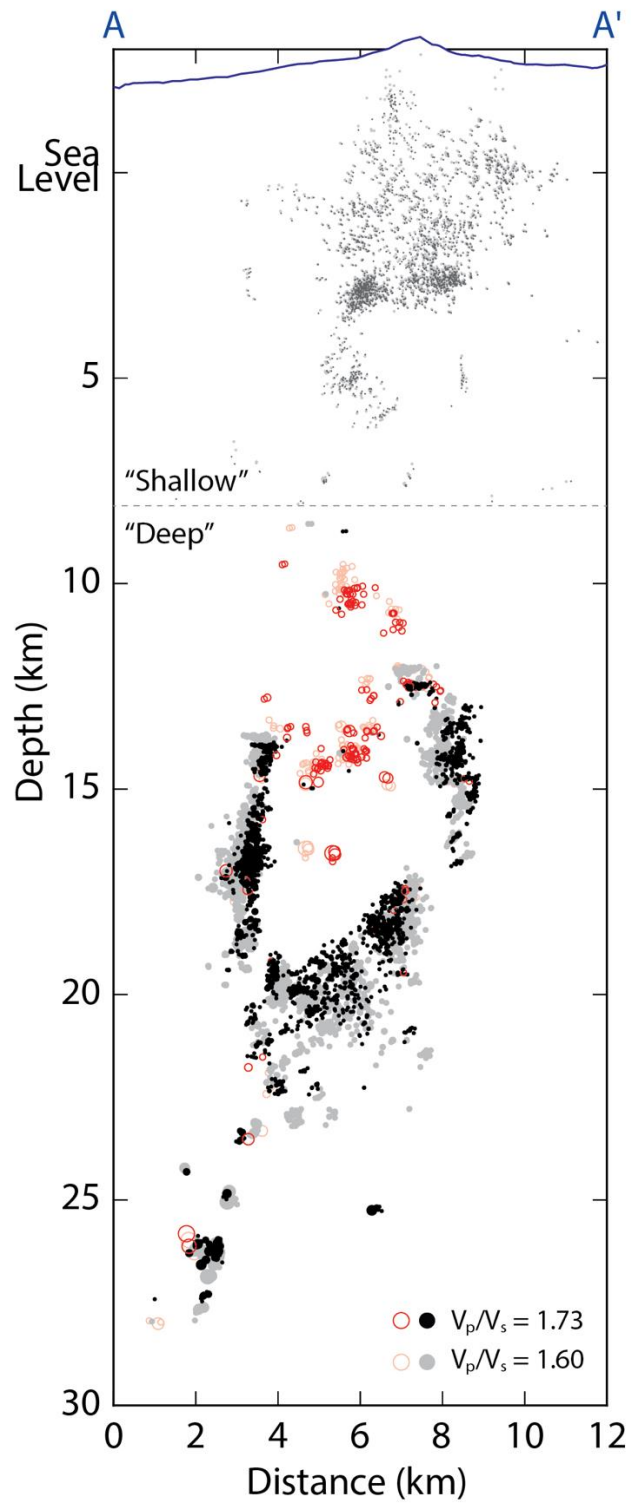 A A'
Sea
Level
5
“Shallow”
“Deep”
10
15
20
25
30
Depth (km)
Vp/Vs = 1.73
Vp/Vs = 1.60
0 2 4 6 8 10 12
Distance (km)